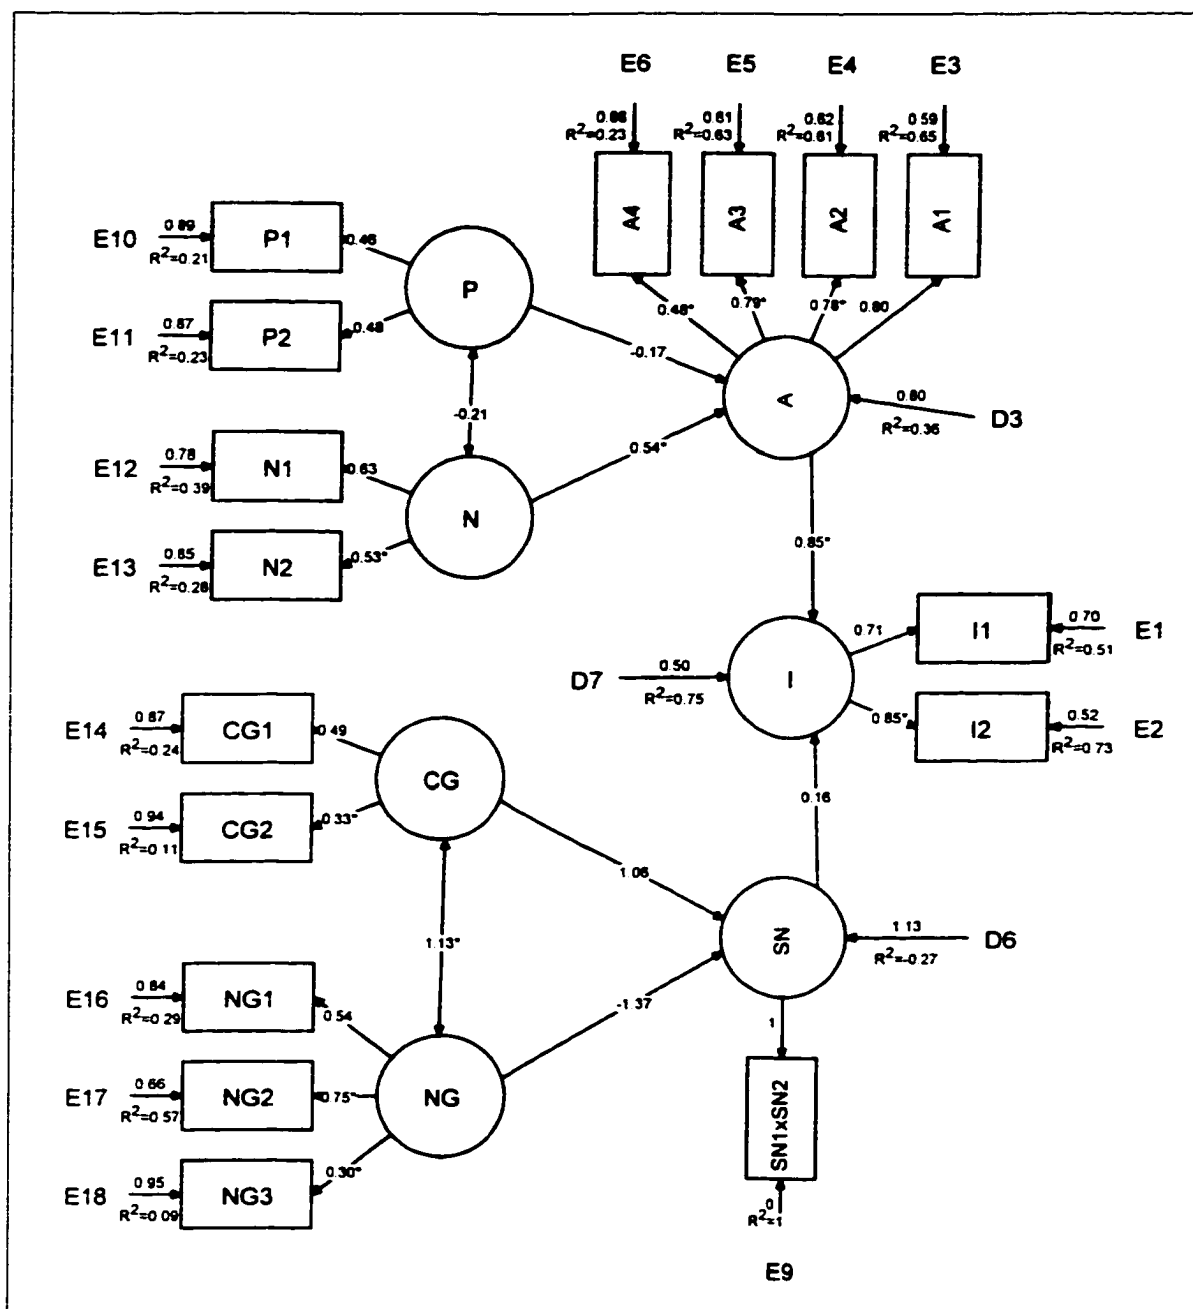 E6 E5 E4 E3
0.61 0.62 0.59
R²=0.23 R²=0.63 R²=0.61 R²=0.65
A4 A3 A2 A1
E10 0.89 P1 0.46 P
R²=0.21
0.48* 0.79* 0.78* 0.80
E11 0.87 P2 0.48
R²=0.23
-0.17
A 0.80 D3
R²=0.36
-0.21
E12 0.78 N1 0.63 0.54*
R²=0.39
N
E13 0.85 N2 0.53*
R²=0.28
0.85*
I1 0.70 E1
0.71 R²=0.51
D7 0.50 I
R²=0.75
E14 0.87 CG1 0.49
R²=0.24
0.85* I2 0.52 E2
R²=0.73
CG
0.16
E15 0.94 CG2 0.33*
R²=0.11
1.06
1.13*
SN 1.13 D6
R²=-0.27
E16 0.84 NG1 0.54 -1.37
R²=0.29
1
E17 0.66 NG2 0.75* NG
R²=0.57
SN1xSN2
E18 0.95 NG3 0.30*
R²=0.09
0
R²=1
E9